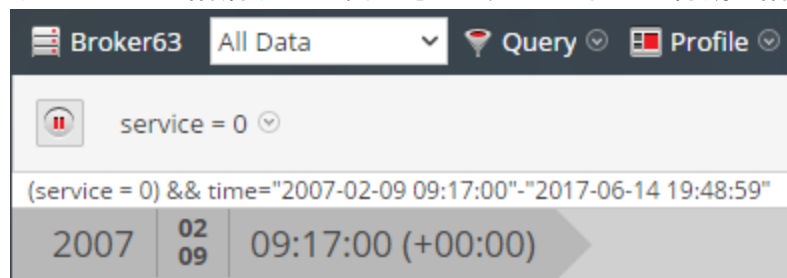 Broker63 All Data Query Profile
service = 0
(service = 0) && time="2007-02-09 09:17:00"-"2017-06-14 19:48:59"
2007 02 09 09:17:00 (+00:00)